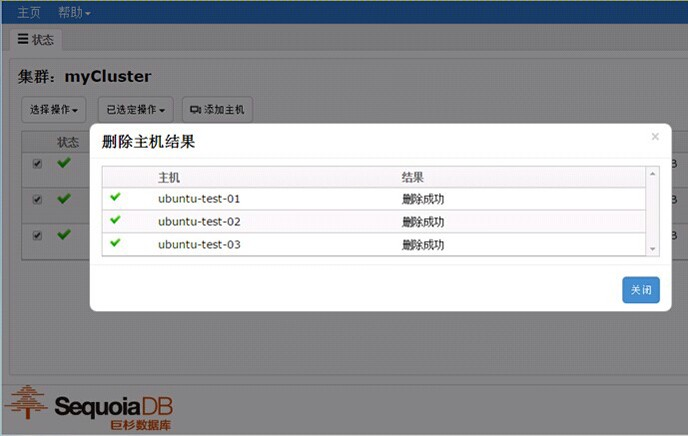 主页 帮助
状态
集群：myCluster
选择操作 已选定操作 添加主机
状态
删除主机结果 ×
主机 结果
ubuntu-test-01 删除成功
ubuntu-test-02 删除成功
ubuntu-test-03 删除成功
关闭
SequoiaDB
巨杉数据库